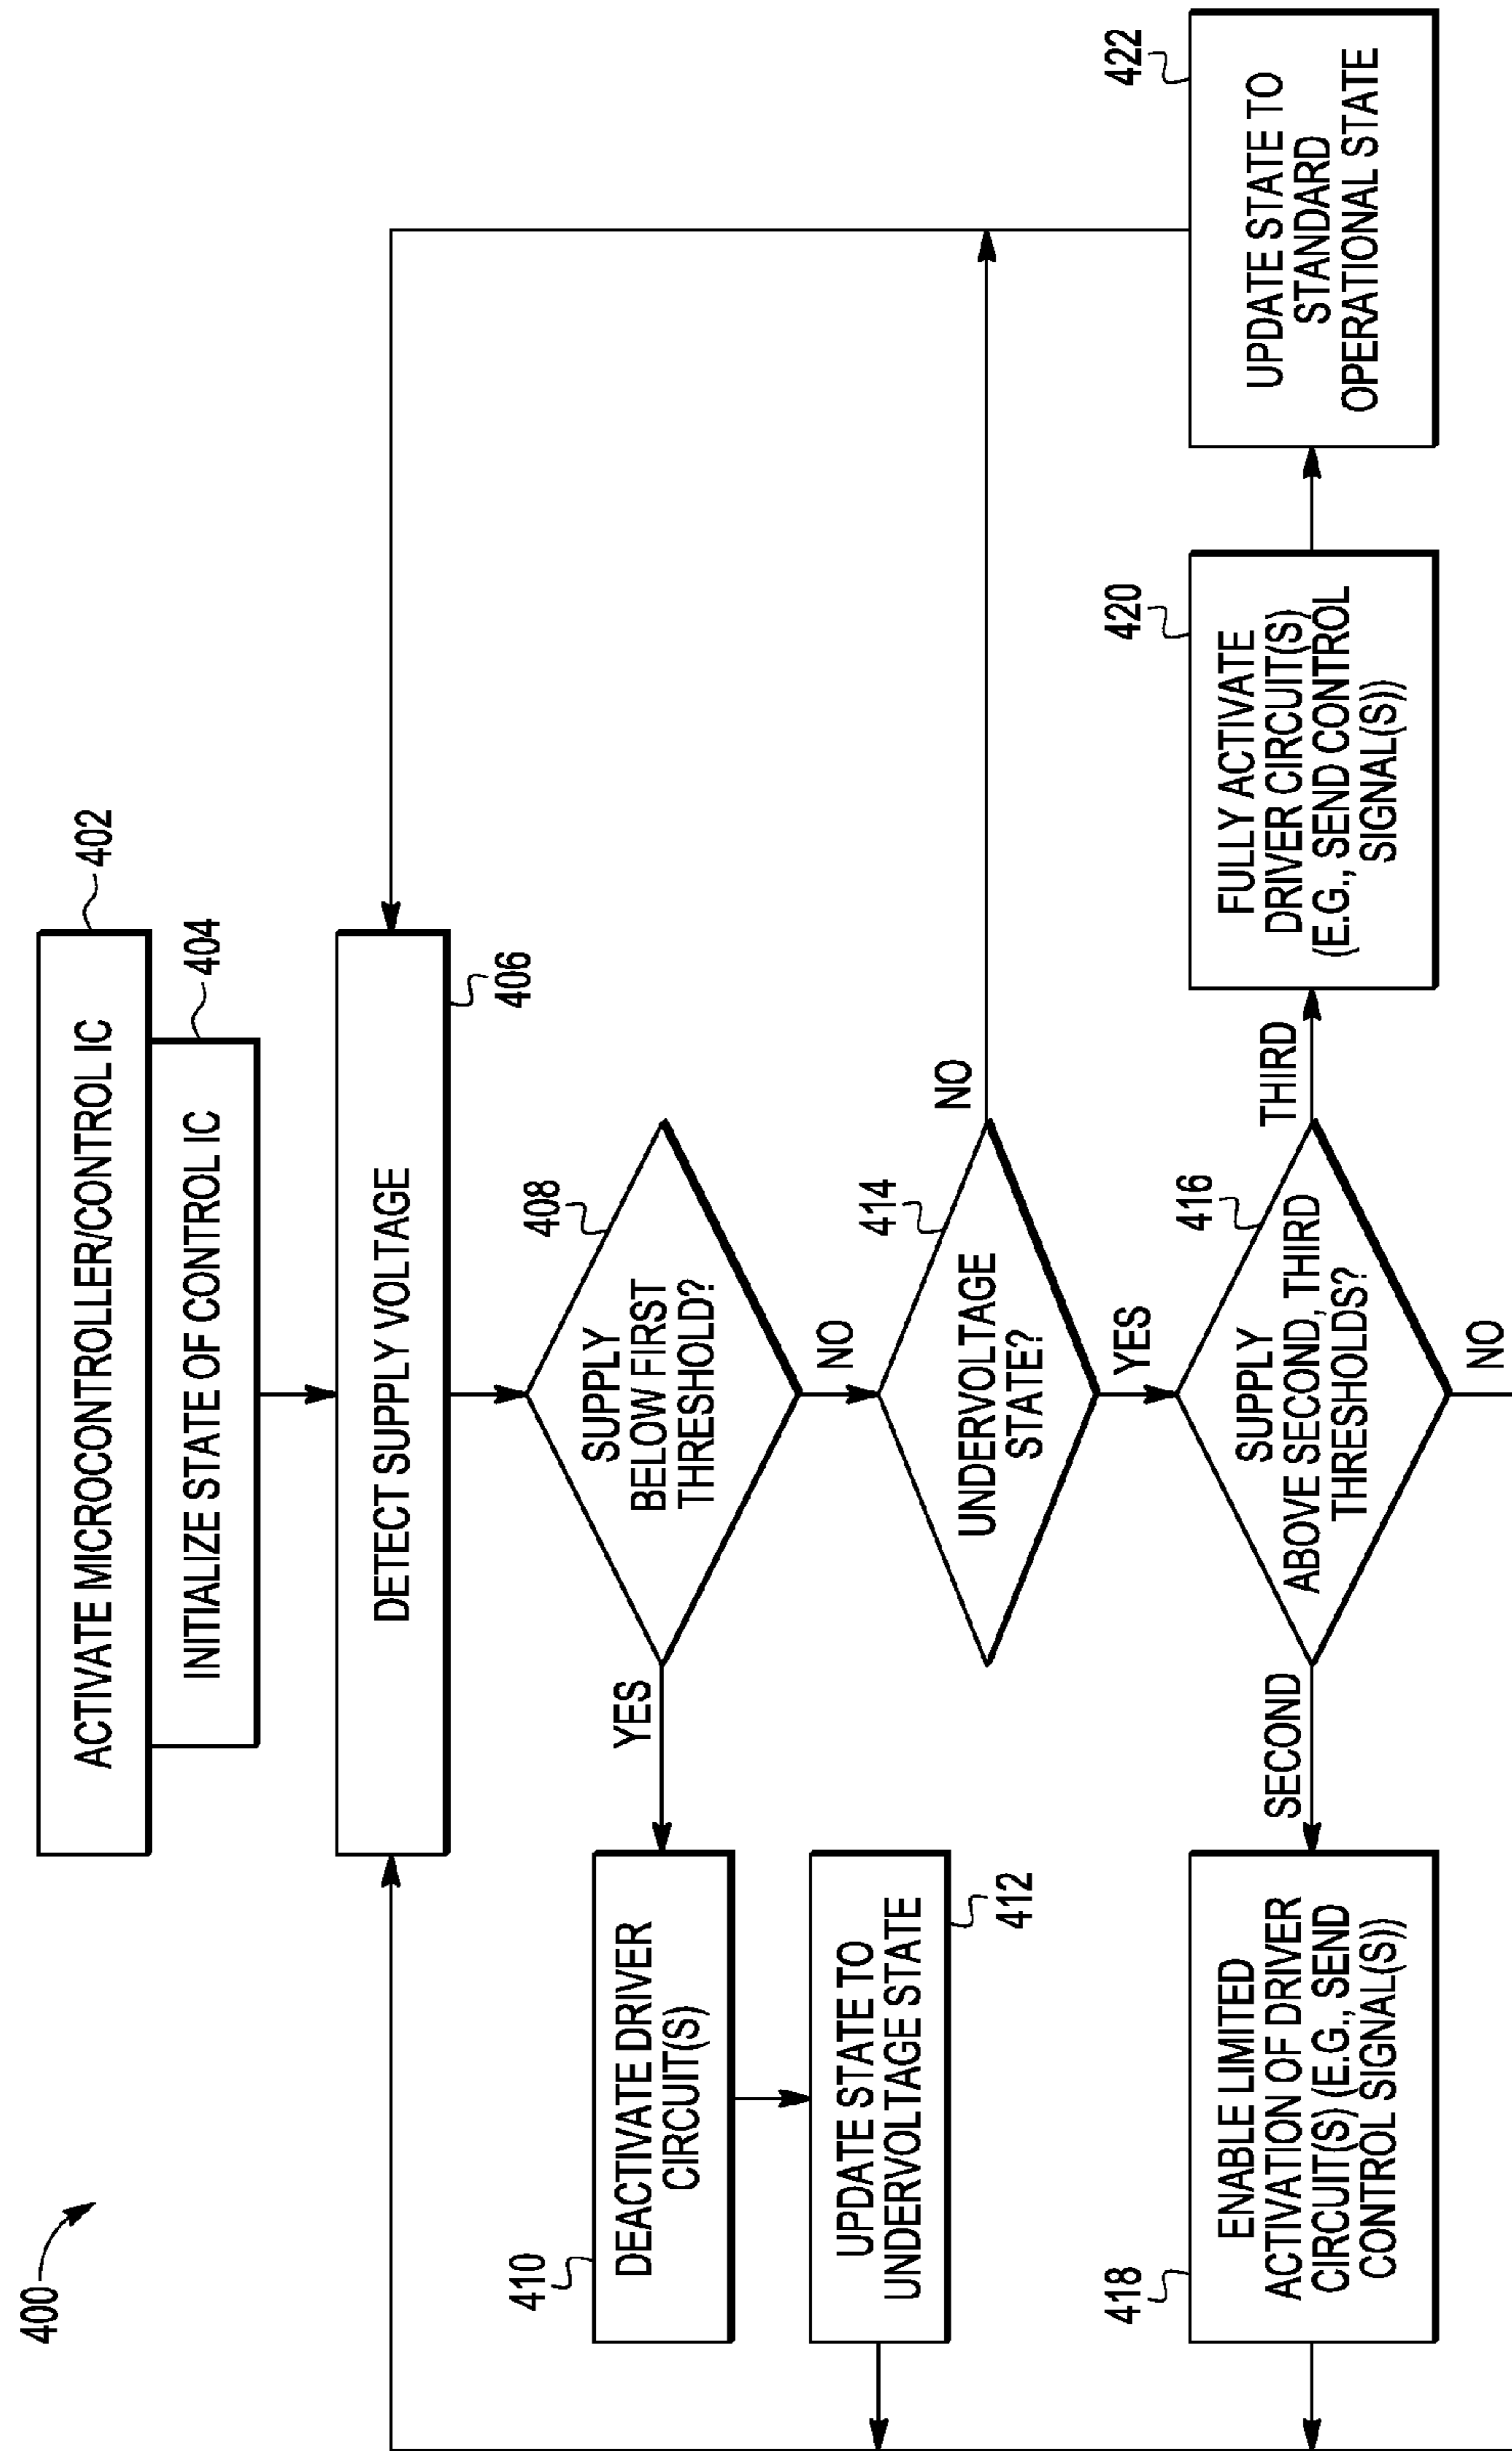 400
ACTIVATE MICROCONTROLLER/CONTROL IC
402
INITIALIZE STATE OF CONTROL IC
404
DETECT SUPPLY VOLTAGE
406
SUPPLY
BELOW FIRST
THRESHOLD?
408
YES
NO
410
DEACTIVATE DRIVER
CIRCUIT(S)
UPDATE STATE TO
UNDERVOLTAGE STATE
412
UNDERVOLTAGE
STATE?
414
NO
YES
SUPPLY
ABOVE SECOND, THIRD
THRESHOLDS?
416
SECOND
THIRD
NO
418
ENABLE LIMITED
ACTIVATION OF DRIVER
CIRCUIT(S) (E.G., SEND
CONTROL SIGNAL(S))
420
FULLY ACTIVATE
DRIVER CIRCUIT(S)
(E.G., SEND CONTROL
SIGNAL(S))
422
UPDATE STATE TO
STANDARD
OPERATIONAL STATE